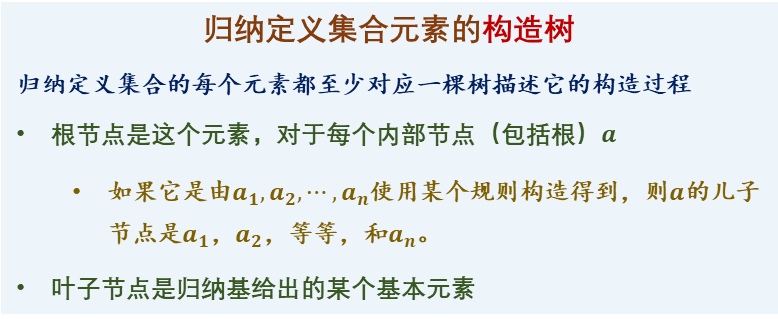 归纳定义集合元素的构造树
归纳定义集合的每个元素都至少对应一棵树描述它的构造过程
• 根节点是这个元素，对于每个内部节点（包括根）a
• 如果它是由a₁,a₂,⋯,aₙ使用某个规则构造得到，则a的儿子
节点是a₁，a₂，等等，和aₙ。
• 叶子节点是归纳基给出的某个基本元素